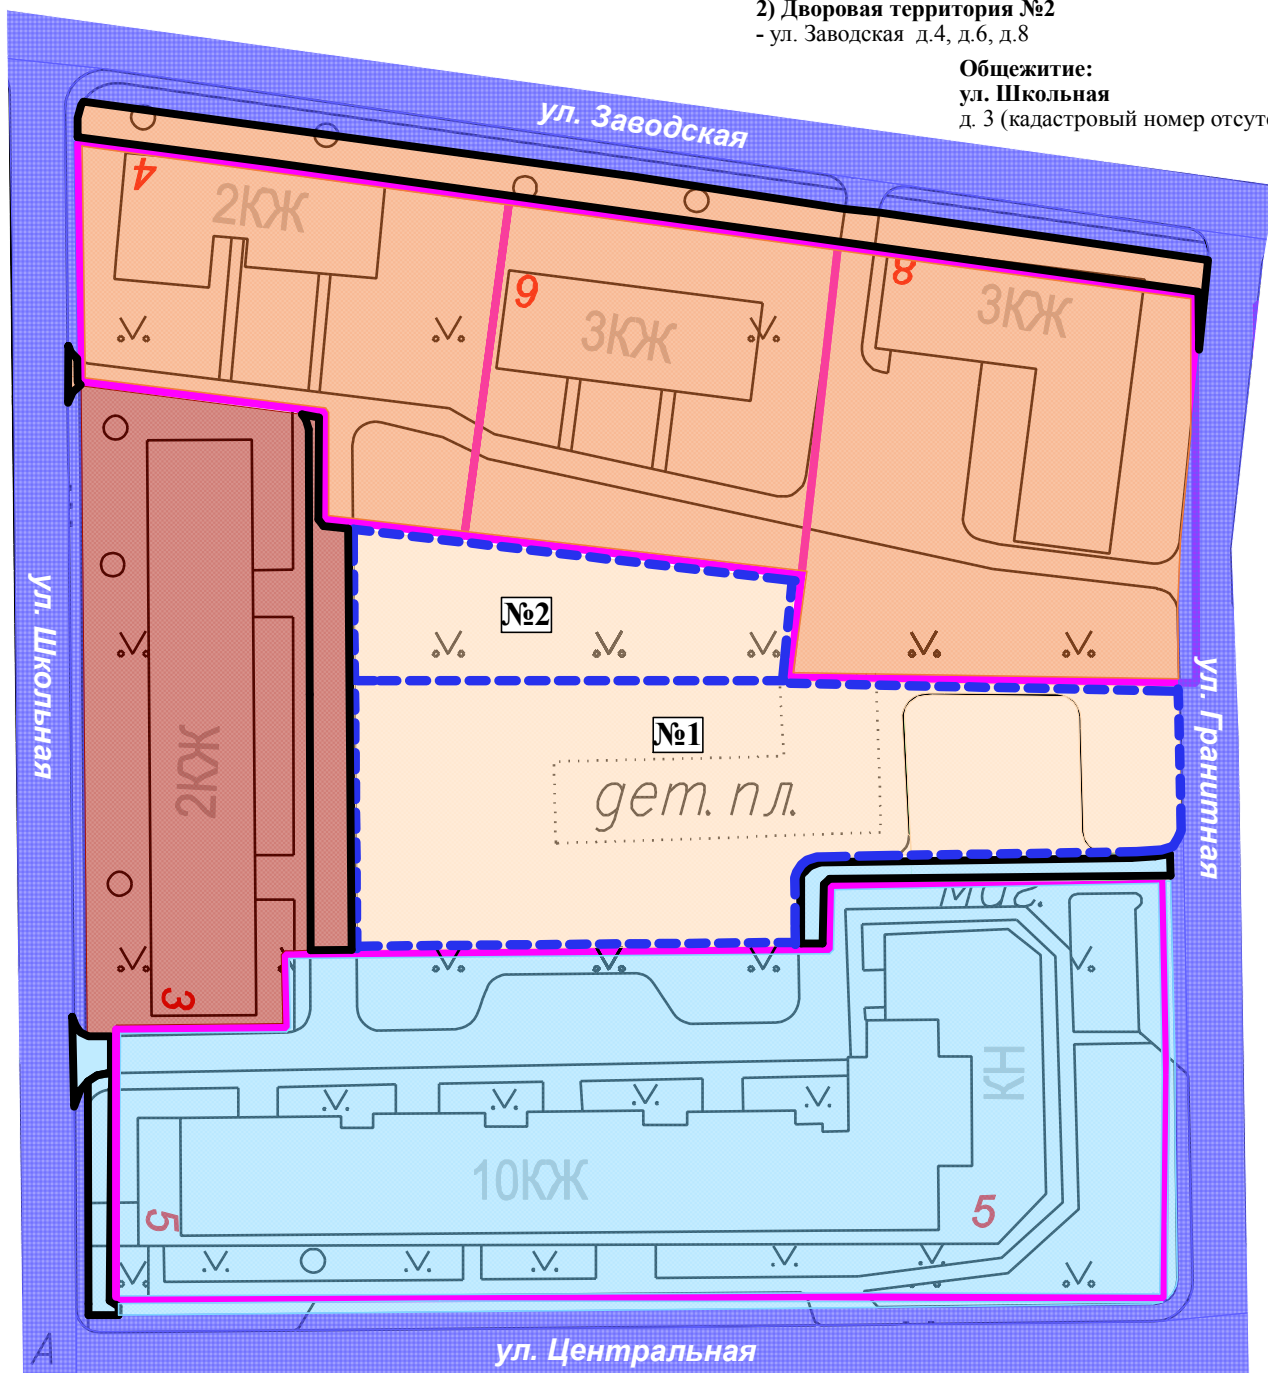 2) Дворовая территория №2
- ул. Заводская д.4, д.6, д.8
Общежитие:
ул. Школьная
д. 3 (кадастровый номер отсут
ул. Заводская
4
2КЖ
6
3КЖ
8
3КЖ
№2
ул. Школьная
2КЖ
3
№1
дет. пл.
ул. Гранитная
маг.
КН
10КЖ
5
5
А
ул. Центральная